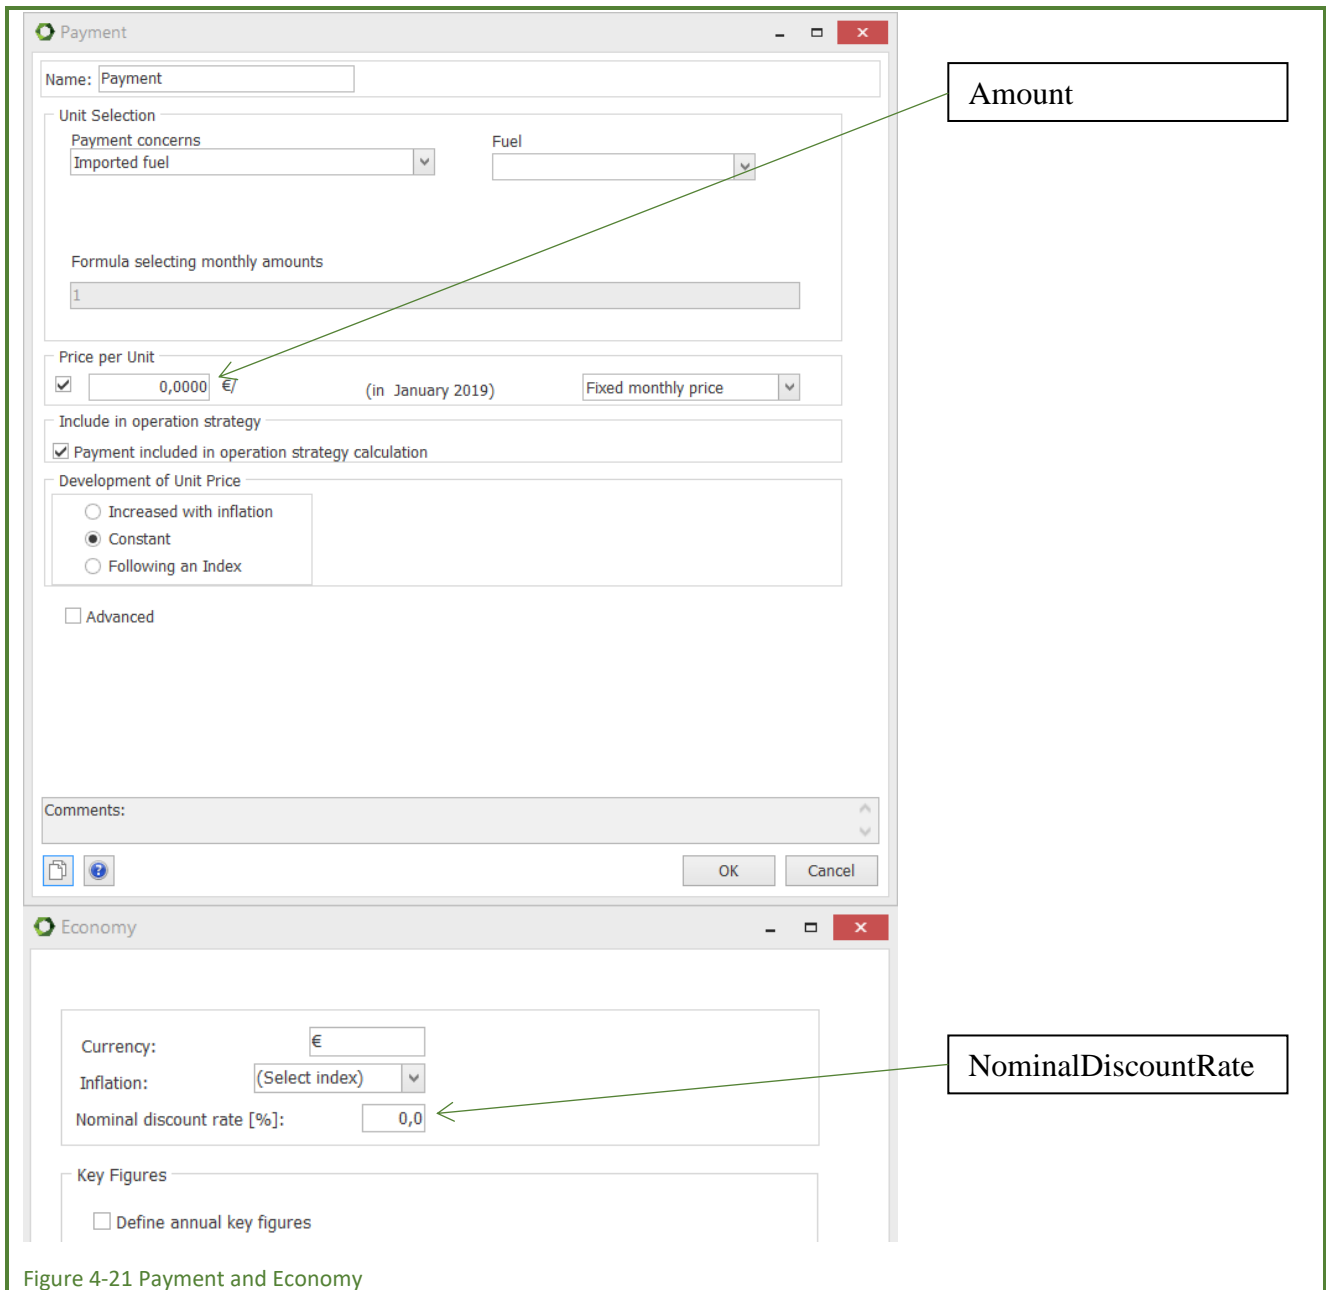 Payment
Name: Payment
Amount
Unit Selection
Payment concerns
Fuel
Imported fuel
Formula selecting monthly amounts
1
Price per Unit
0,0000 €/
(in January 2019)
Fixed monthly price
Include in operation strategy
Payment included in operation strategy calculation
Development of Unit Price
Increased with inflation
Constant
Following an Index
Advanced
Comments:
OK
Cancel
Economy
Currency: €
Inflation: (Select index)
Nominal discount rate [%]: 0,0
NominalDiscountRate
Key Figures
Define annual key figures
Figure 4-21 Payment and Economy